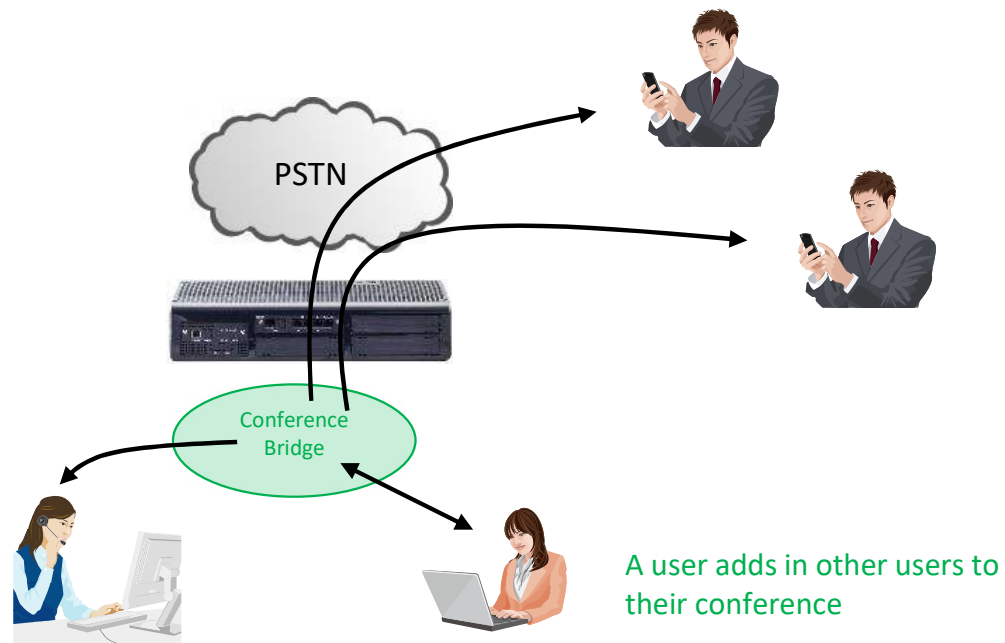 PSTN
Conference
Bridge
A user adds in other users to
their conference